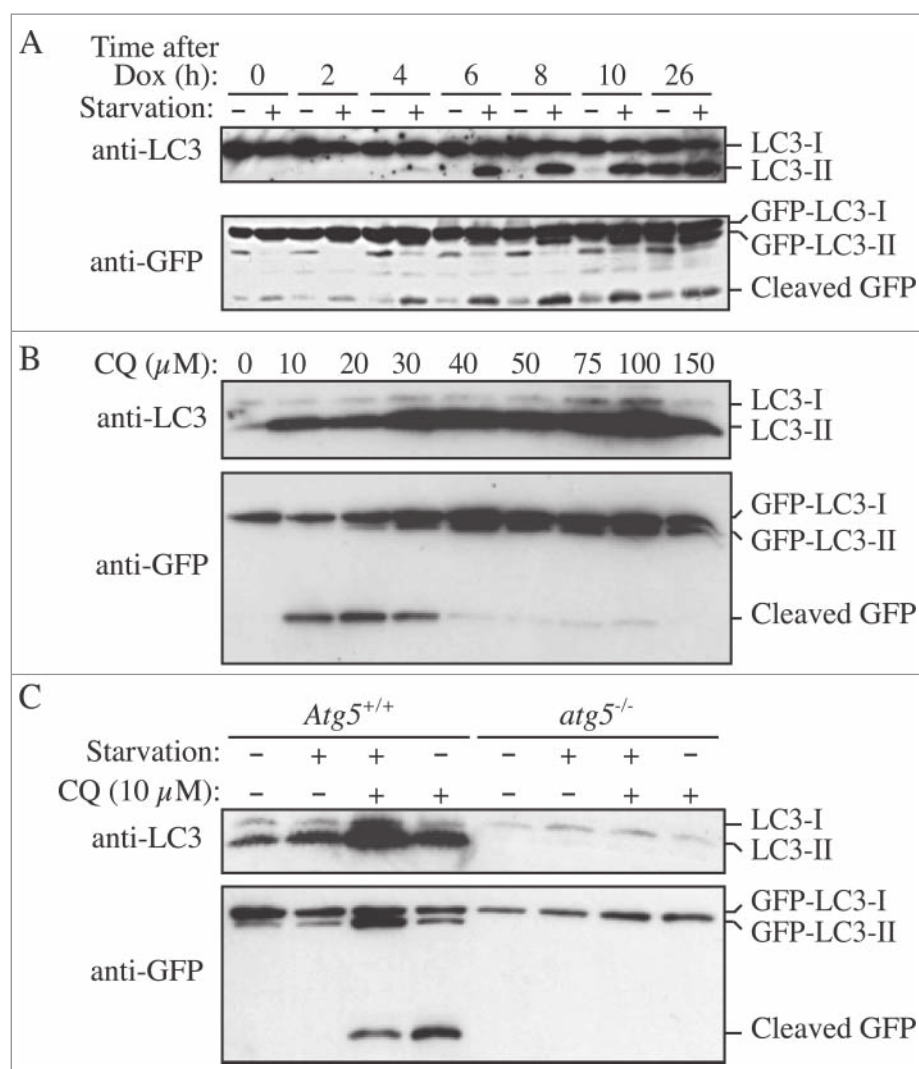 A
Time after
Dox (h): 0 2 4 6 8 10 26
Starvation: – + – + – + – + – + – + – +
anti-LC3
LC3-I
LC3-II
anti-GFP
GFP-LC3-I
GFP-LC3-II
Cleaved GFP
B
CQ (µM): 0 10 20 30 40 50 75 100 150
anti-LC3
LC3-I
LC3-II
anti-GFP
GFP-LC3-I
GFP-LC3-II
Cleaved GFP
C
Atg5+/+ atg5-/-
Starvation: – + + – – + + –
CQ (10 µM): – – + + – – + +
anti-LC3
LC3-I
LC3-II
anti-GFP
GFP-LC3-I
GFP-LC3-II
Cleaved GFP